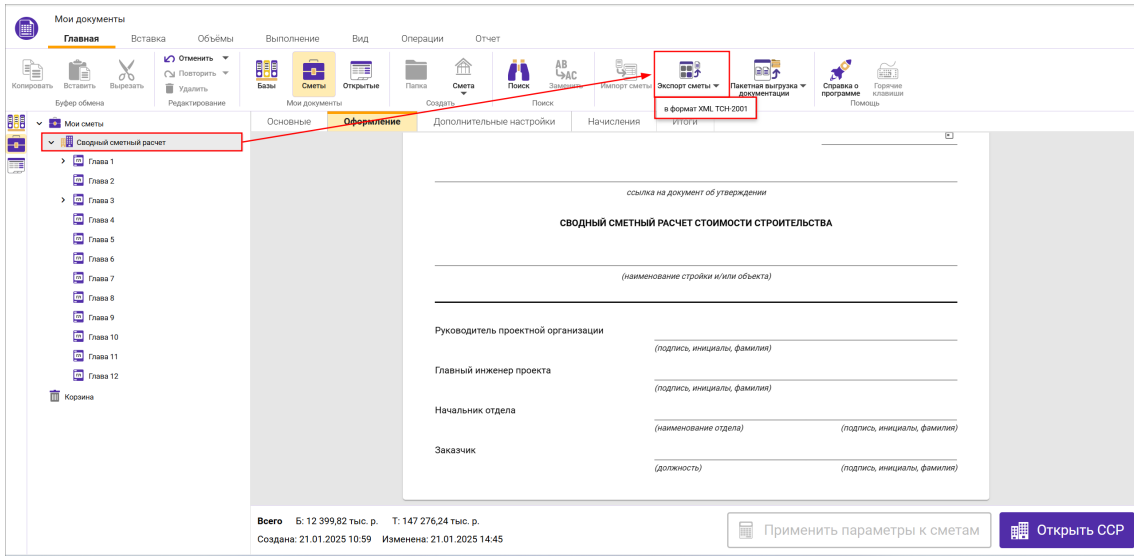 Мои документы
Главная Вставка Объёмы Выполнение Вид Операции Отчет
Копировать Вставить Вырезать
Буфер обмена
Отменить
Повторить
Удалить
Редактирование
Базы Сметы Открытые
Мои документы
Папка Смета
Создать
Поиск Заменить
AB
AC
Поиск
Импорт сметы Экспорт сметы Пакетная выгрузка документации
Справка о программе Горячие клавиши
Помощь
в формат XML ТСН-2001
Мои сметы
Сводный сметный расчет
Глава 1
Глава 2
Глава 3
Глава 4
Глава 5
Глава 6
Глава 7
Глава 8
Глава 9
Глава 10
Глава 11
Глава 12
Корзина
Основные Оформление Дополнительные настройки Начисления Итоги
ссылка на документ об утверждении
СВОДНЫЙ СМЕТНЫЙ РАСЧЕТ СТОИМОСТИ СТРОИТЕЛЬСТВА
(наименование стройки и/или объекта)
Руководитель проектной организации
(подпись, инициалы, фамилия)
Главный инженер проекта
(подпись, инициалы, фамилия)
Начальник отдела
(наименование отдела) (подпись, инициалы, фамилия)
Заказчик
(должность) (подпись, инициалы, фамилия)
Всего Б: 12 399,82 тыс. р. Т: 147 276,24 тыс. р.
Создана: 21.01.2025 10:59 Изменена: 21.01.2025 14:45
Применить параметры к сметам
Открыть ССР